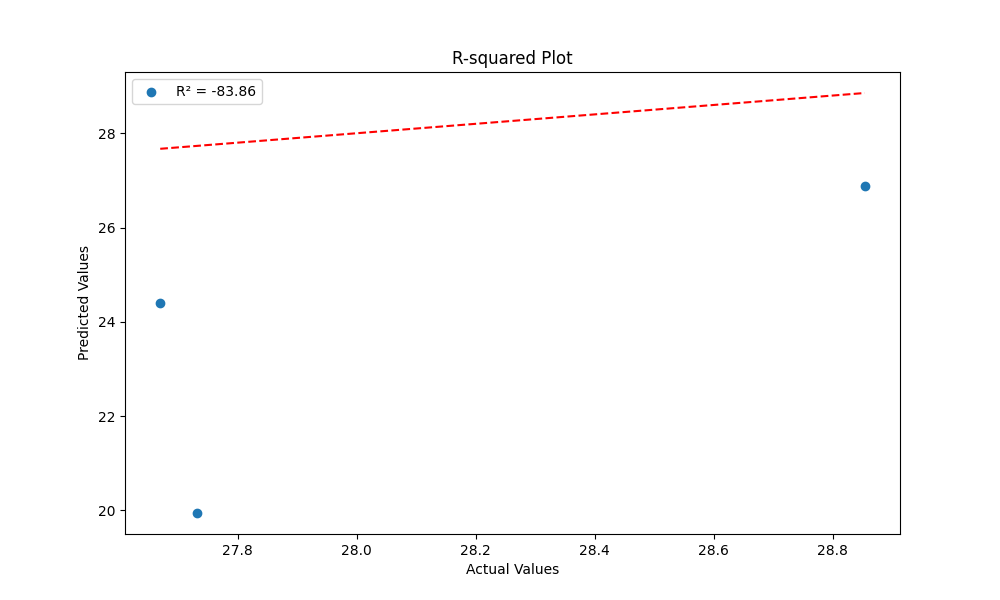 R-squared Plot
R² = -83.86
28
26
24
22
20
Predicted Values
27.8 28.0 28.2 28.4 28.6 28.8
Actual Values